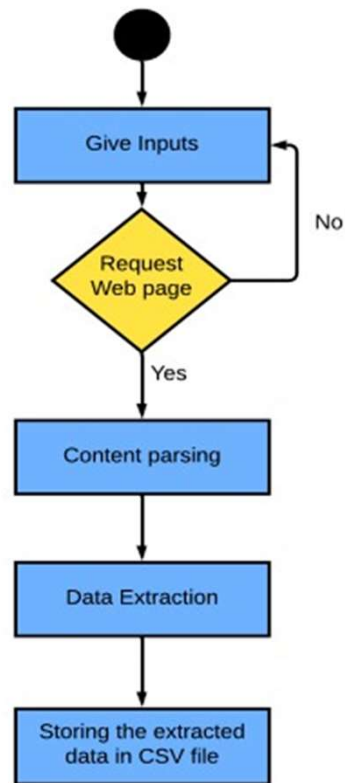 Give Inputs
No
Request
Web page
Yes
Content parsing
Data Extraction
Storing the extracted
data in CSV file